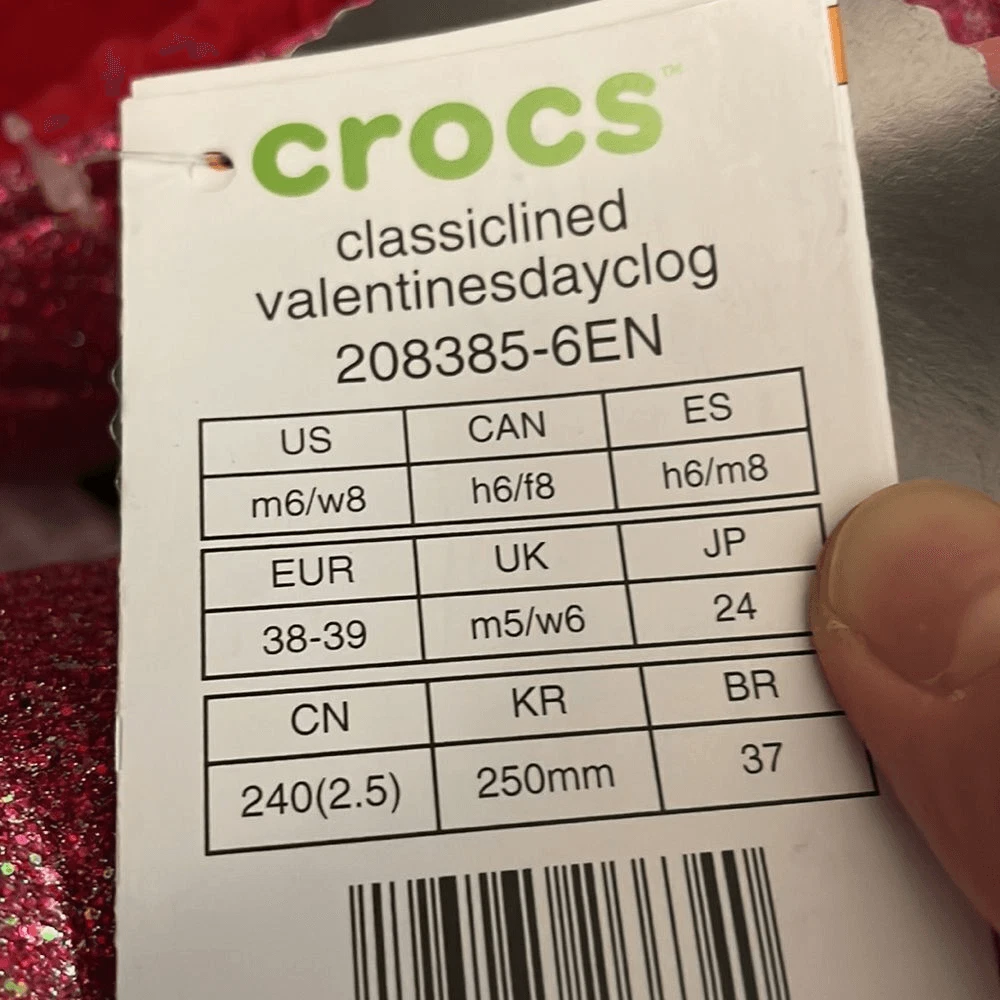 crocs™
classiclined
valentinesdayclog
208385-6EN
US CAN ES
m6/w8 h6/f8 h6/m8
EUR UK JP
38-39 m5/w6 24
CN KR BR
240(2.5) 250mm 37